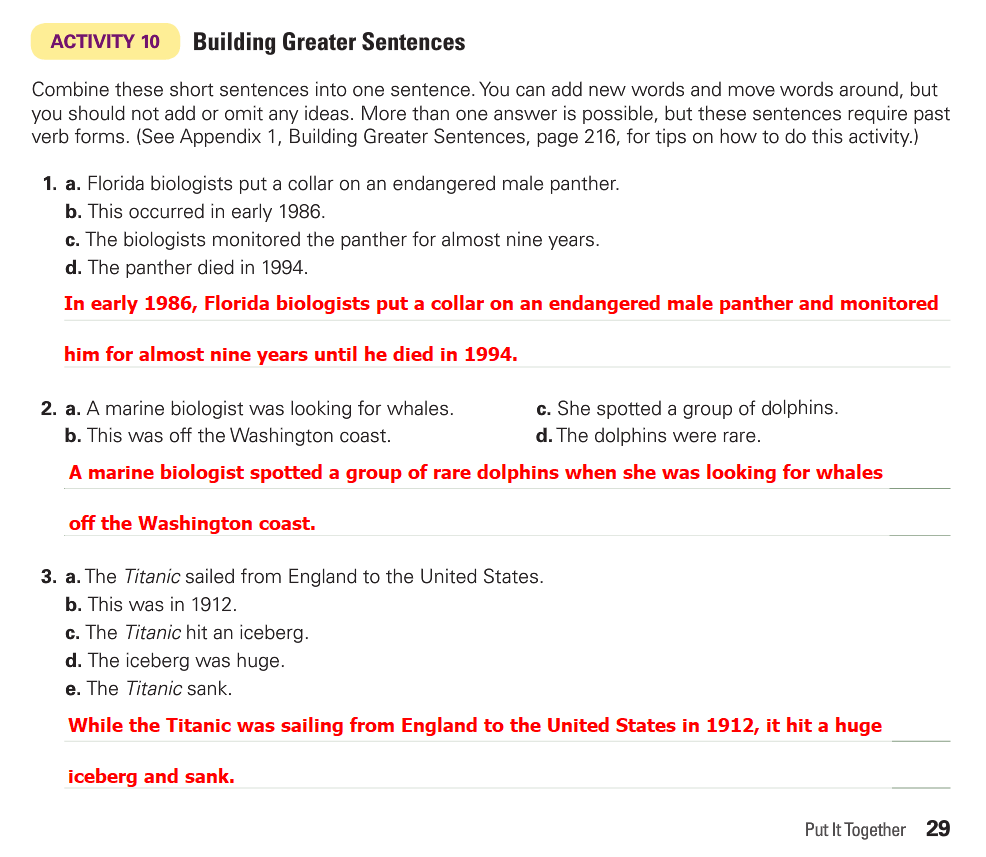 ACTIVITY 10 Building Greater Sentences
Combine these short sentences into one sentence. You can add new words and move words around, but
you should not add or omit any ideas. More than one answer is possible, but these sentences require past
verb forms. (See Appendix 1, Building Greater Sentences, page 216, for tips on how to do this activity.)
1. a. Florida biologists put a collar on an endangered male panther.
b. This occurred in early 1986.
c. The biologists monitored the panther for almost nine years.
d. The panther died in 1994.
In early 1986, Florida biologists put a collar on an endangered male panther and monitored
him for almost nine years until he died in 1994.
2. a. A marine biologist was looking for whales.
b. This was off the Washington coast.
c. She spotted a group of dolphins.
d. The dolphins were rare.
A marine biologist spotted a group of rare dolphins when she was looking for whales
off the Washington coast.
3. a. The Titanic sailed from England to the United States.
b. This was in 1912.
c. The Titanic hit an iceberg.
d. The iceberg was huge.
e. The Titanic sank.
While the Titanic was sailing from England to the United States in 1912, it hit a huge
iceberg and sank.
Put It Together 29